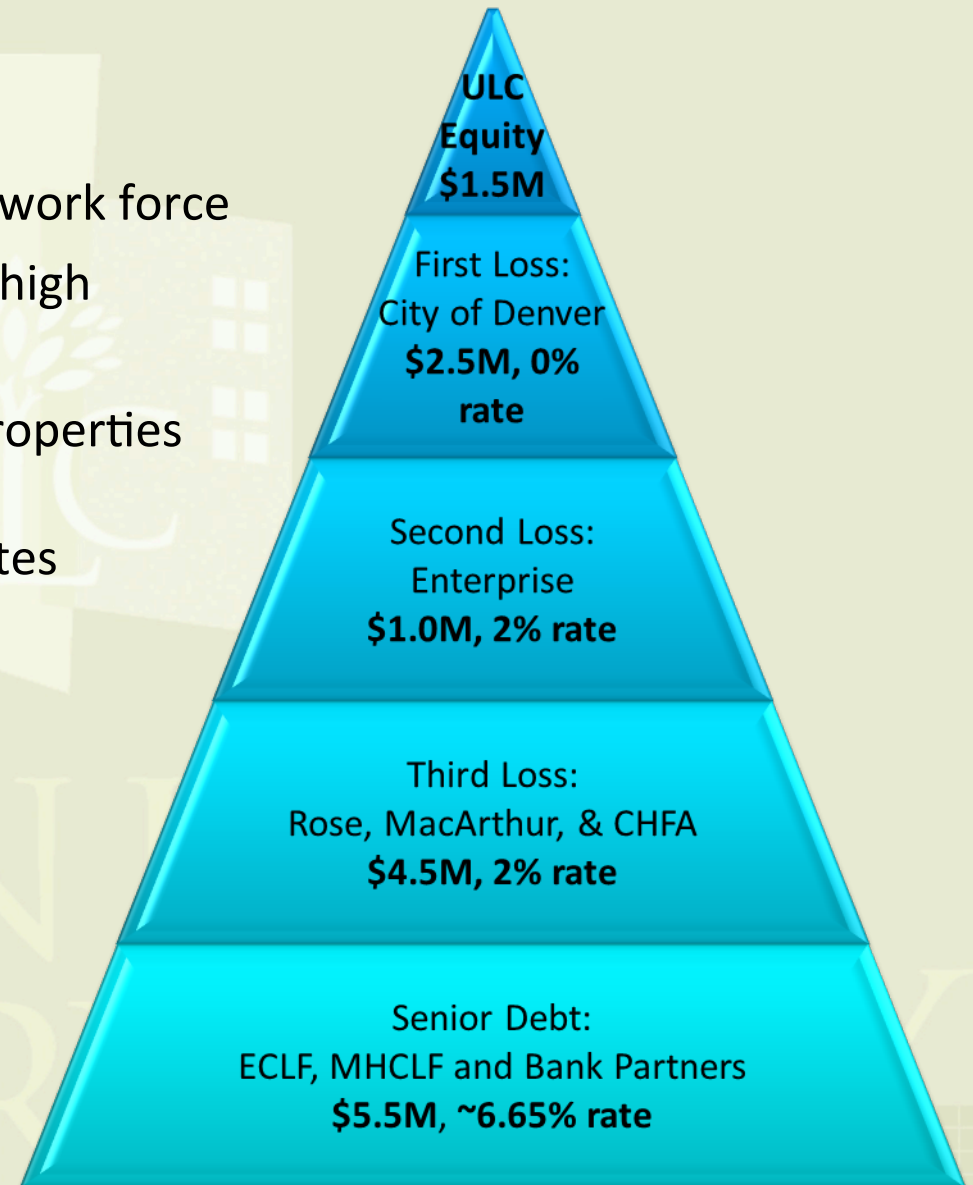 work force
high
roperties
tes
ULC
Equity
$1.5M
First Loss:
City of Denver
$2.5M, 0%
rate
Second Loss:
Enterprise
$1.0M, 2% rate
Third Loss:
Rose, MacArthur, & CHFA
$4.5M, 2% rate
Senior Debt:
ECLF, MHCLF and Bank Partners
$5.5M, ~6.65% rate